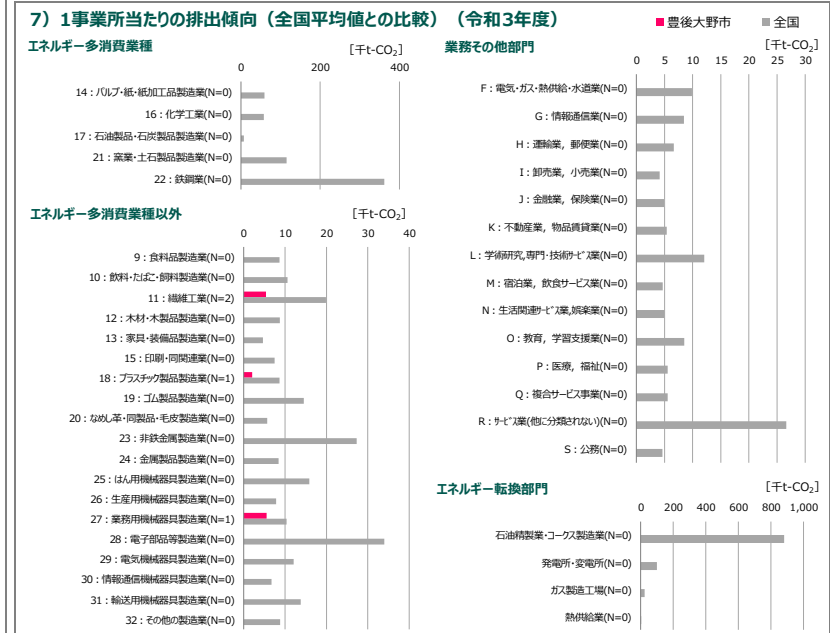 7）1事業所当たりの排出傾向（全国平均値との比較）（令和3年度）
■豊後大野市 ■全国
エネルギー多消費業種
[千t-CO₂]
0 200 400
14：パルプ・紙・紙加工品製造業(N=0)
16：化学工業(N=0)
17：石油製品・石炭製品製造業(N=0)
21：窯業・土石製品製造業(N=0)
22：鉄鋼業(N=0)
エネルギー多消費業種以外
[千t-CO₂]
0 10 20 30 40
9：食料品製造業(N=0)
10：飲料・たばこ・飼料製造業(N=0)
11：繊維工業(N=2)
12：木材・木製品製造業(N=0)
13：家具・装備品製造業(N=0)
15：印刷・同関連業(N=0)
18：プラスチック製品製造業(N=1)
19：ゴム製品製造業(N=0)
20：なめし革・同製品・毛皮製造業(N=0)
23：非鉄金属製造業(N=0)
24：金属製品製造業(N=0)
25：はん用機械器具製造業(N=0)
26：生産用機械器具製造業(N=0)
27：業務用機械器具製造業(N=1)
28：電子部品等製造業(N=0)
29：電気機械器具製造業(N=0)
30：情報通信機械器具製造業(N=0)
31：輸送用機械器具製造業(N=0)
32：その他の製造業(N=0)
業務その他部門
[千t-CO₂]
0 5 10 15 20 25 30
F：電気・ガス・熱供給・水道業(N=0)
G：情報通信業(N=0)
H：運輸業，郵便業(N=0)
I：卸売業，小売業(N=0)
J：金融業，保険業(N=0)
K：不動産業，物品賃貸業(N=0)
L：学術研究,専門・技術ｻｰﾋﾞｽ業(N=0)
M：宿泊業，飲食サービス業(N=0)
N：生活関連ｻｰﾋﾞｽ業,娯楽業(N=0)
O：教育，学習支援業(N=0)
P：医療，福祉(N=0)
Q：複合サービス事業(N=0)
R：ｻｰﾋﾞｽ業(他に分類されない)(N=0)
S：公務(N=0)
エネルギー転換部門
[千t-CO₂]
0 200 400 600 800 1,000
石油精製業・コークス製造業(N=0)
発電所・変電所(N=0)
ガス製造工場(N=0)
熱供給業(N=0)